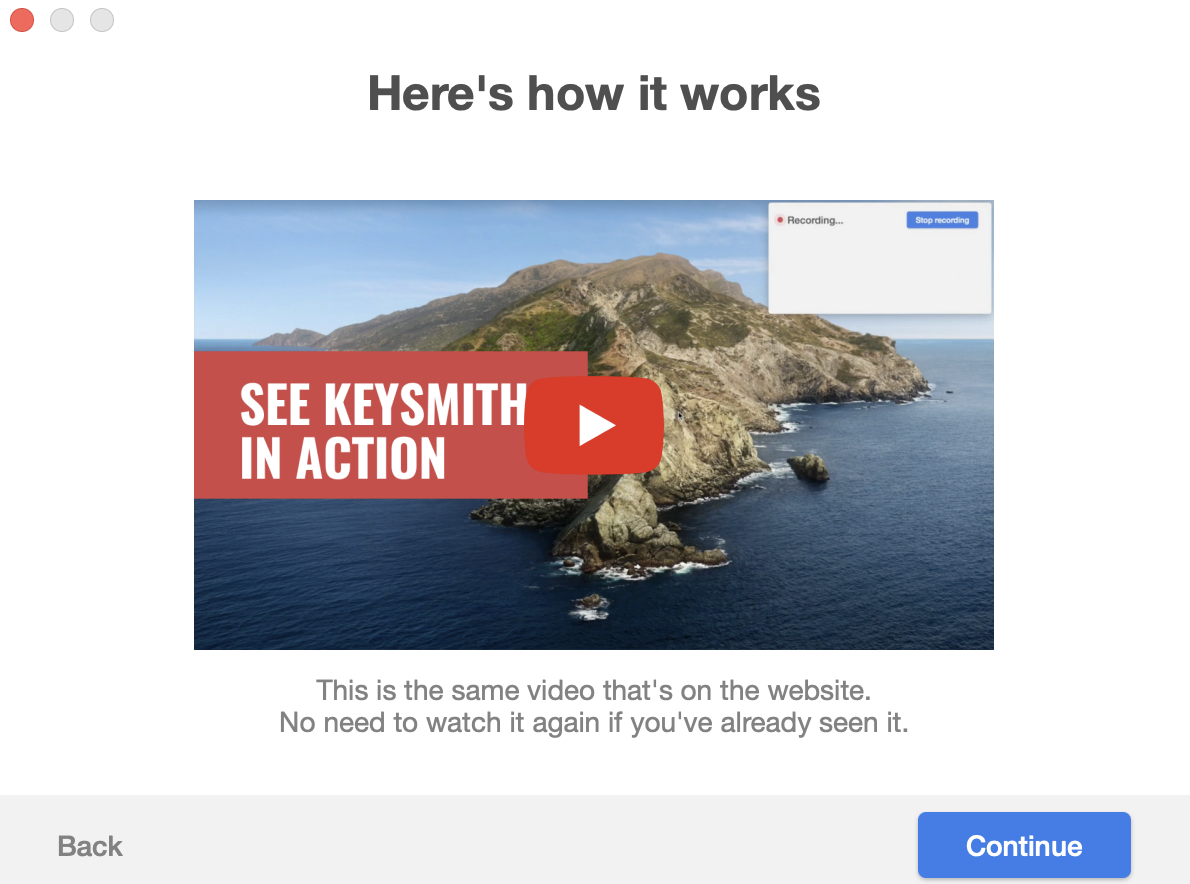 Here's how it works
Recording...
Stop recording
SEE KEYSMITH
IN ACTION
This is the same video that's on the website.
No need to watch it again if you've already seen it.
Back
Continue